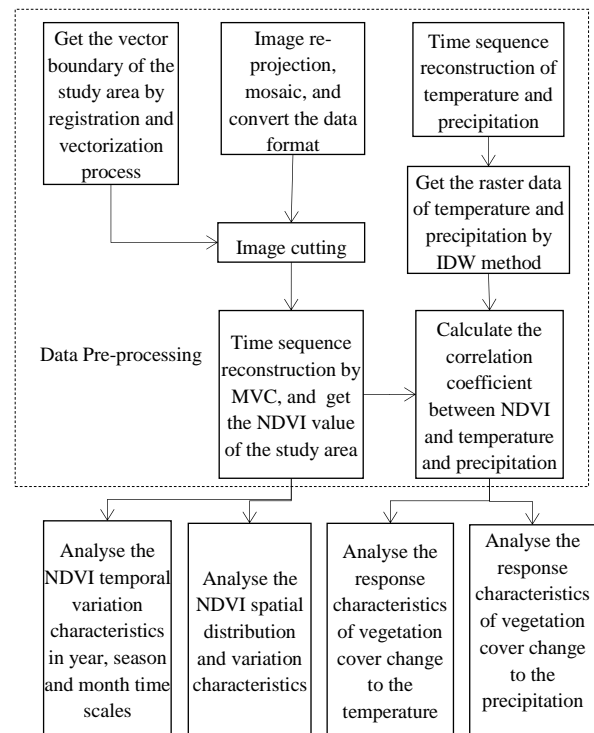 Get the vector
boundary of the
study area by
registration and
vectorization
process
Image re-
projection,
mosaic, and
convert the data
format
Time sequence
reconstruction of
temperature and
precipitation
Get the raster data
of temperature and
precipitation by
IDW method
Image cutting
Data Pre-processing
Time sequence
reconstruction by
MVC, and get
the NDVI value
of the study area
Calculate the
correlation
coefficient
between NDVI
and temperature
and precipitation
Analyse the
NDVI temporal
variation
characteristics
in year, season
and month time
scales
Analyse the
NDVI spatial
distribution
and variation
characteristics
Analyse the
response
characteristics
of vegetation
cover change to
the
temperature
Analyse the
response
characteristics
of vegetation
cover change
to the
precipitation